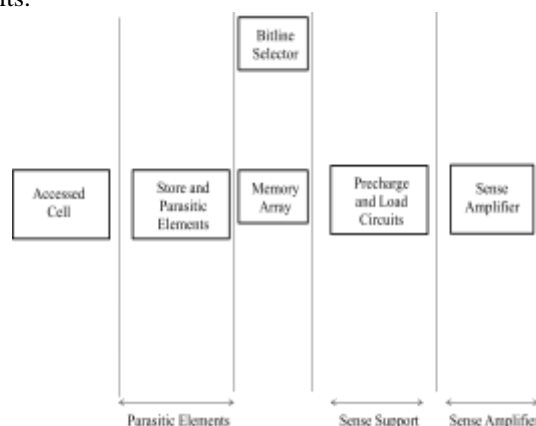 nts.
Bitline
Selector
Accessed
Cell
Store and
Parasitic
Elements
Memory
Array
Precharge
and Load
Circuits
Sense
Amplifier
Parasitic Elements
Sense Support
Sense Amplifier